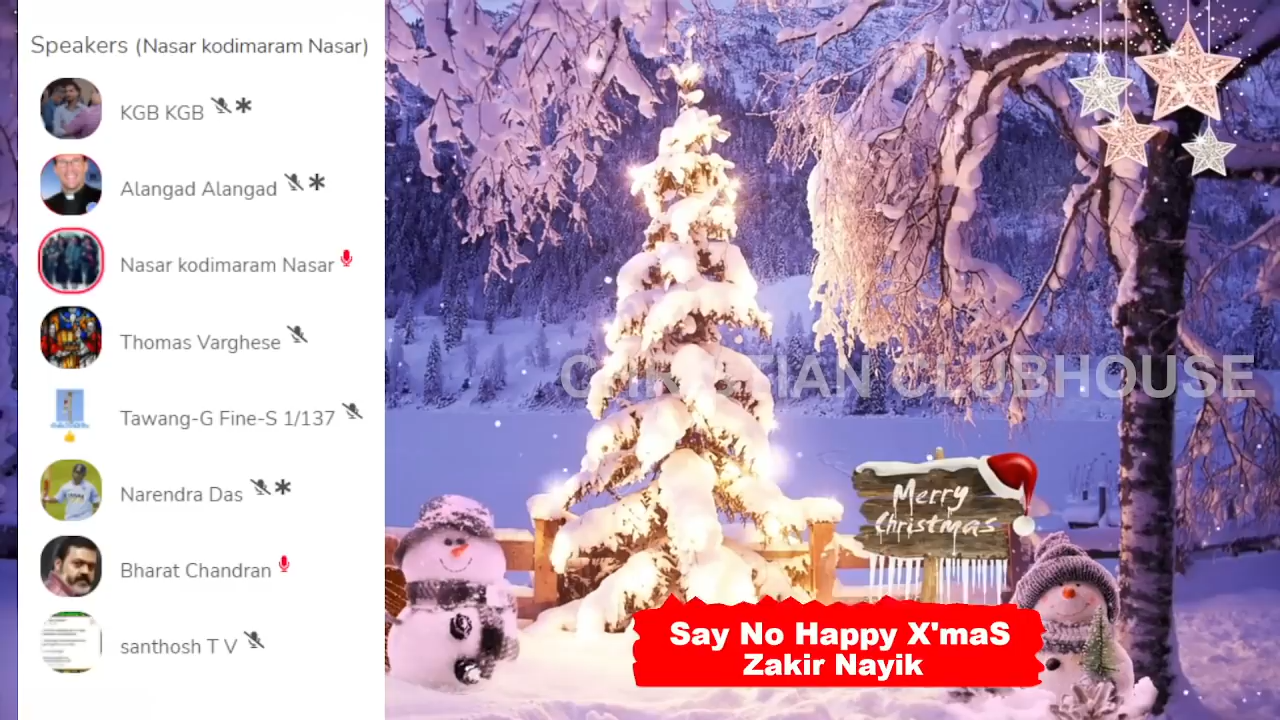 Speakers (Nasar kodimaram Nasar)
KGB KGB
Alangad Alangad
Nasar kodimaram Nasar
Thomas Varghese
Tawang-G Fine-S 1/137
Narendra Das
Bharat Chandran
santhosh T V
CHRISTIAN CLUBHOUSE
Merry
Christmas
Say No Happy X'maS
Zakir Nayik